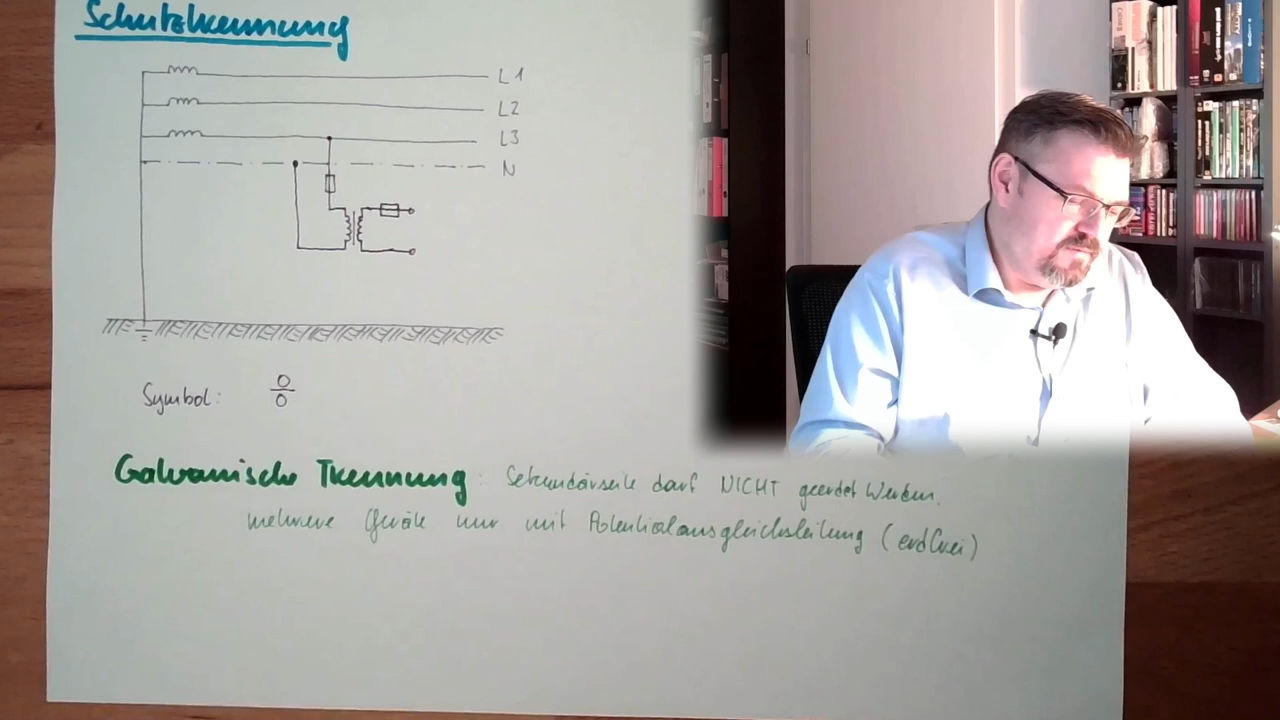 Schutztrennung
L1
L2
L3
N
Symbol:
Galvanische Trennung: Sekundärseite darf NICHT geerdet werden.
mehrere Geräte nur mit Potentialausgleichsleitung (erdfrei)